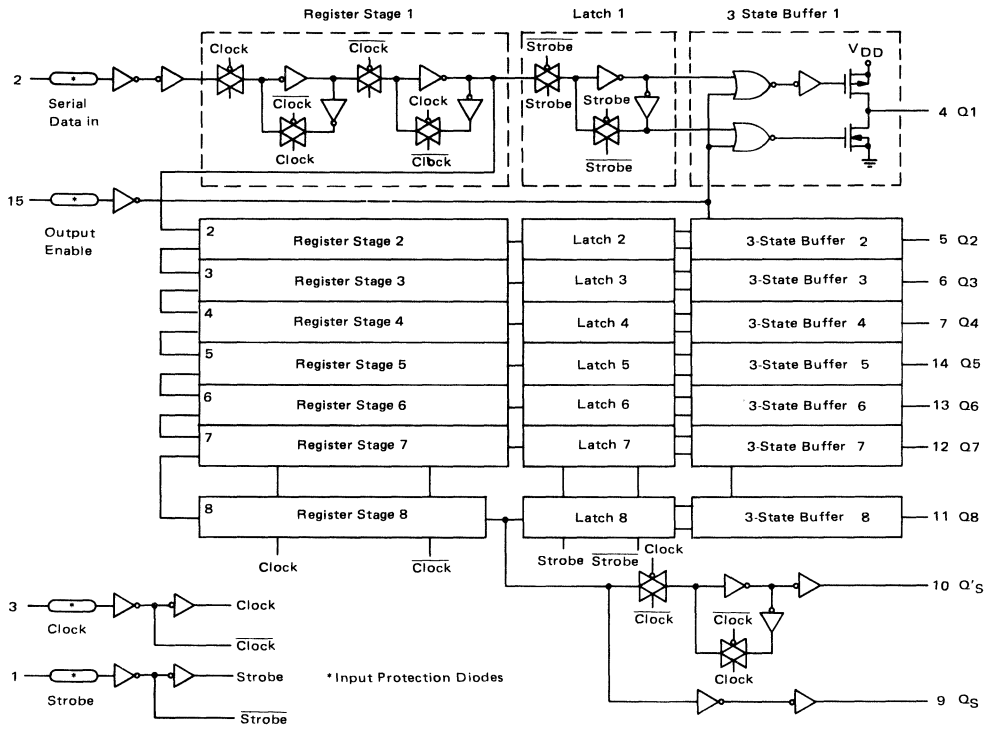 Register Stage 1
Latch 1
3 State Buffer 1
Clock
Clock
Strobe
VDD
2
*
Serial
Data in
Clock
Clock
Strobe
Strobe
4 Q1
Clock
Clock
Strobe
15
*
Output
Enable
2
Register Stage 2
Latch 2
3-State Buffer 2
5 Q2
3
Register Stage 3
Latch 3
3-State Buffer 3
6 Q3
4
Register Stage 4
Latch 4
3-State Buffer 4
7 Q4
5
Register Stage 5
Latch 5
3-State Buffer 5
14 Q5
6
Register Stage 6
Latch 6
3-State Buffer 6
13 Q6
7
Register Stage 7
Latch 7
3-State Buffer 7
12 Q7
8
Register Stage 8
Latch 8
3-State Buffer 8
11 Q8
Clock
Clock
Strobe
Strobe
Clock
10 Q'S
Clock
Clock
Clock
3
*
Clock
Clock
Clock
1
*
Strobe
Strobe
Strobe
*Input Protection Diodes
9 QS